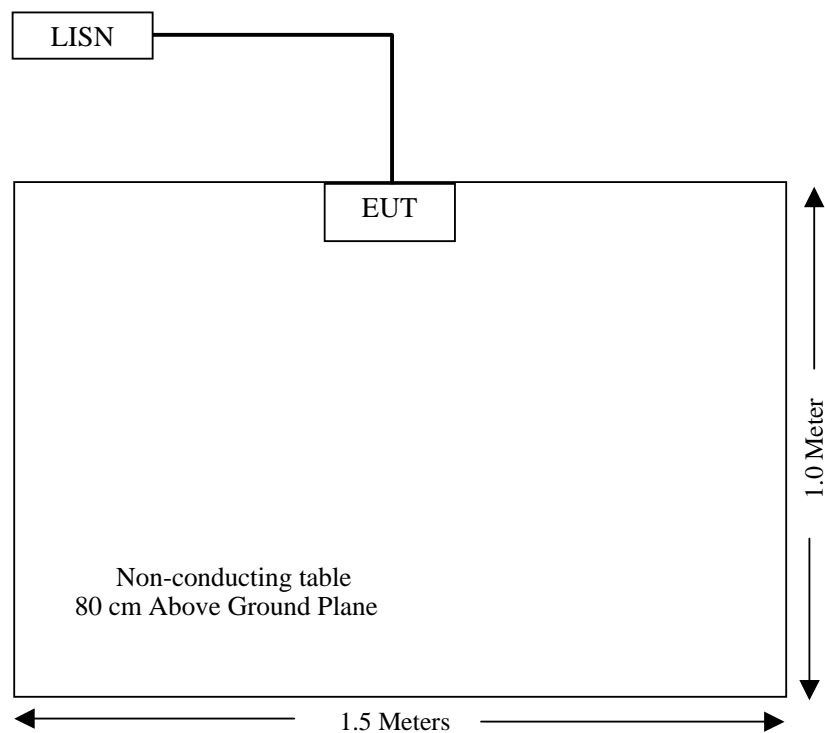 LISN
EUT
1.0 Meter
Non-conducting table
80 cm Above Ground Plane
1.5 Meters